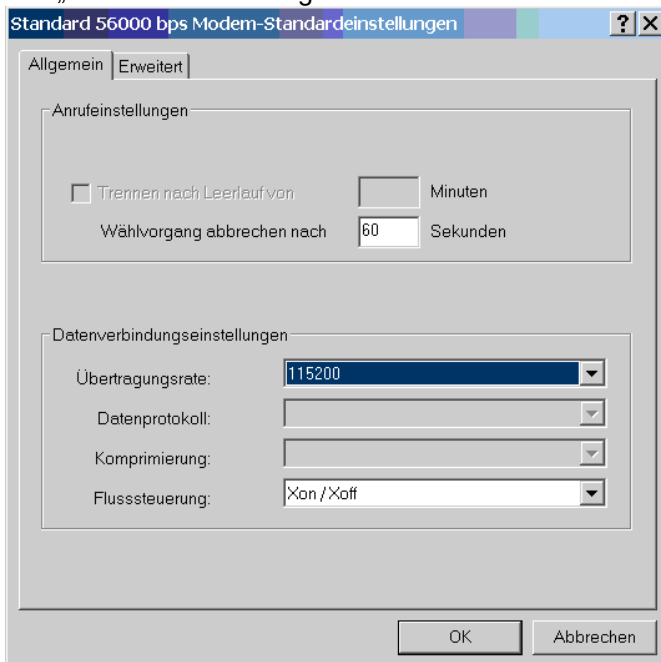 Standard 56000 bps Modem-Standardeinstellungen ? X
Allgemein Erweitert
Anrufeinstellungen
Trennen nach Leerlauf von Minuten
Wählvorgang abbrechen nach 60 Sekunden
Datenverbindungseinstellungen
Übertragungsrate: 115200
Datenprotokoll:
Komprimierung:
Flusssteuerung: Xon / Xoff
OK Abbrechen